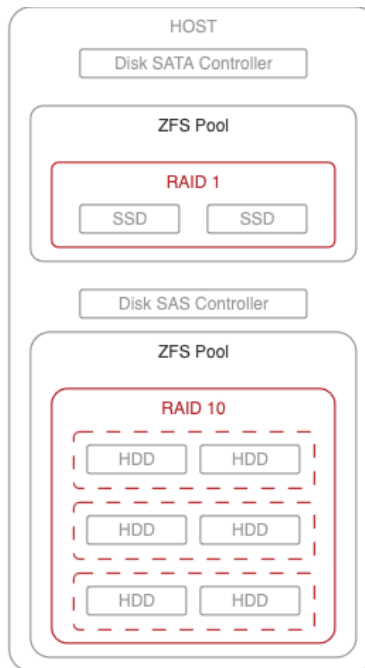 HOST
Disk SATA Controller
ZFS Pool
RAID 1
SSD SSD
Disk SAS Controller
ZFS Pool
RAID 10
HDD HDD
HDD HDD
HDD HDD